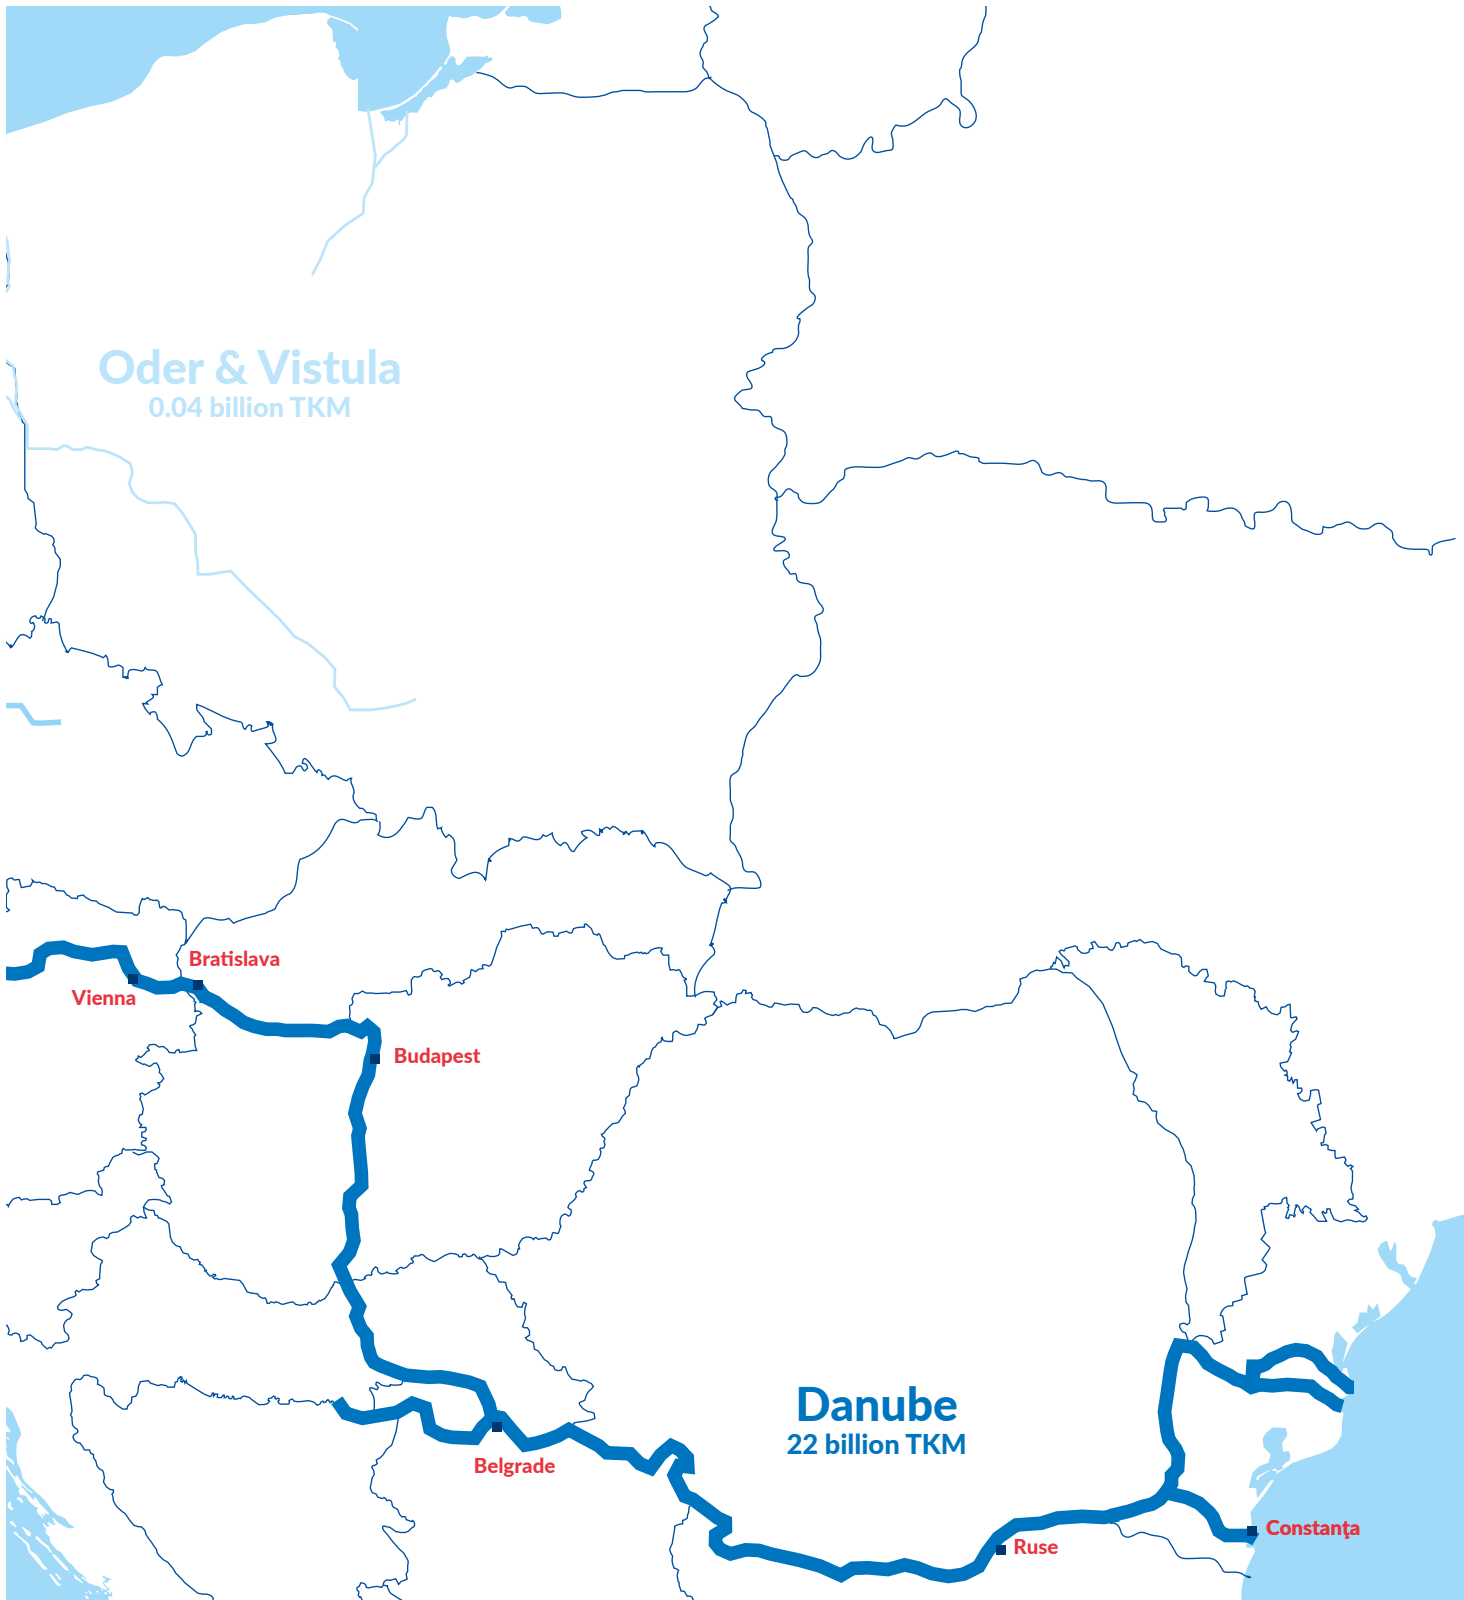 Oder & Vistula
0.04 billion TKM
Bratislava
Vienna
Budapest
Danube
22 billion TKM
Belgrade
Constanţa
Ruse